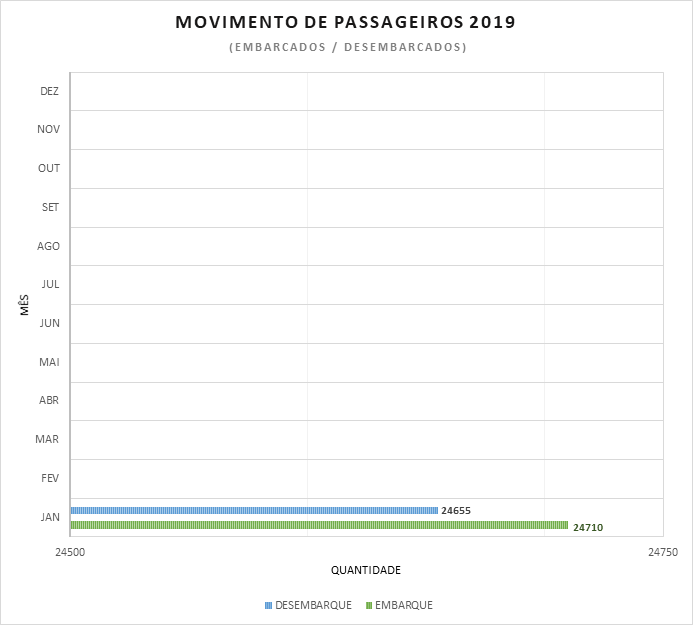 MOVIMENTO DE PASSAGEIROS 2019
(EMBARCADOS / DESEMBARCADOS)
DEZ
NOV
OUT
SET
AGO
JUL
MÊS
JUN
MAI
ABR
MAR
FEV
JAN
24655
24710
24500
24750
QUANTIDADE
DESEMBARQUE
EMBARQUE